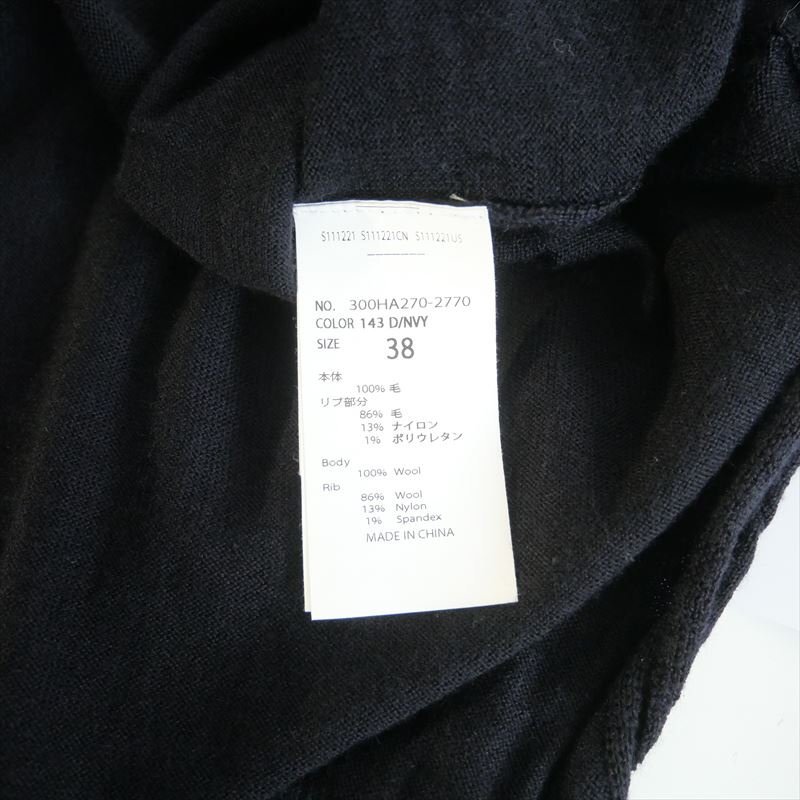 S111221 S111221CN S111221US
NO. 300HA270-2770
COLOR 143 D/NVY
SIZE 38
本体
100% 毛
リブ部分
86% 毛
13% ナイロン
1% ポリウレタン
Body
100% Wool
Rib
86% Wool
13% Nylon
1% Spandex
MADE IN CHINA